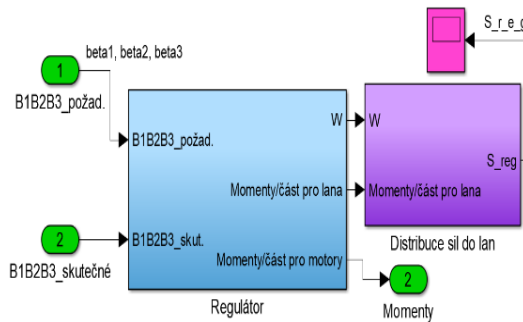 S_r_e_g
beta1, beta2, beta3
1
B1B2B3_požad.
B1B2B3_požad.
W
W
S_reg
Momenty/část pro lana
Momenty/část pro lana
2
B1B2B3_skut.
B1B2B3_skutečné
Momenty/část pro motory
Distribuce sil do lan
2
Regulátor
Momenty